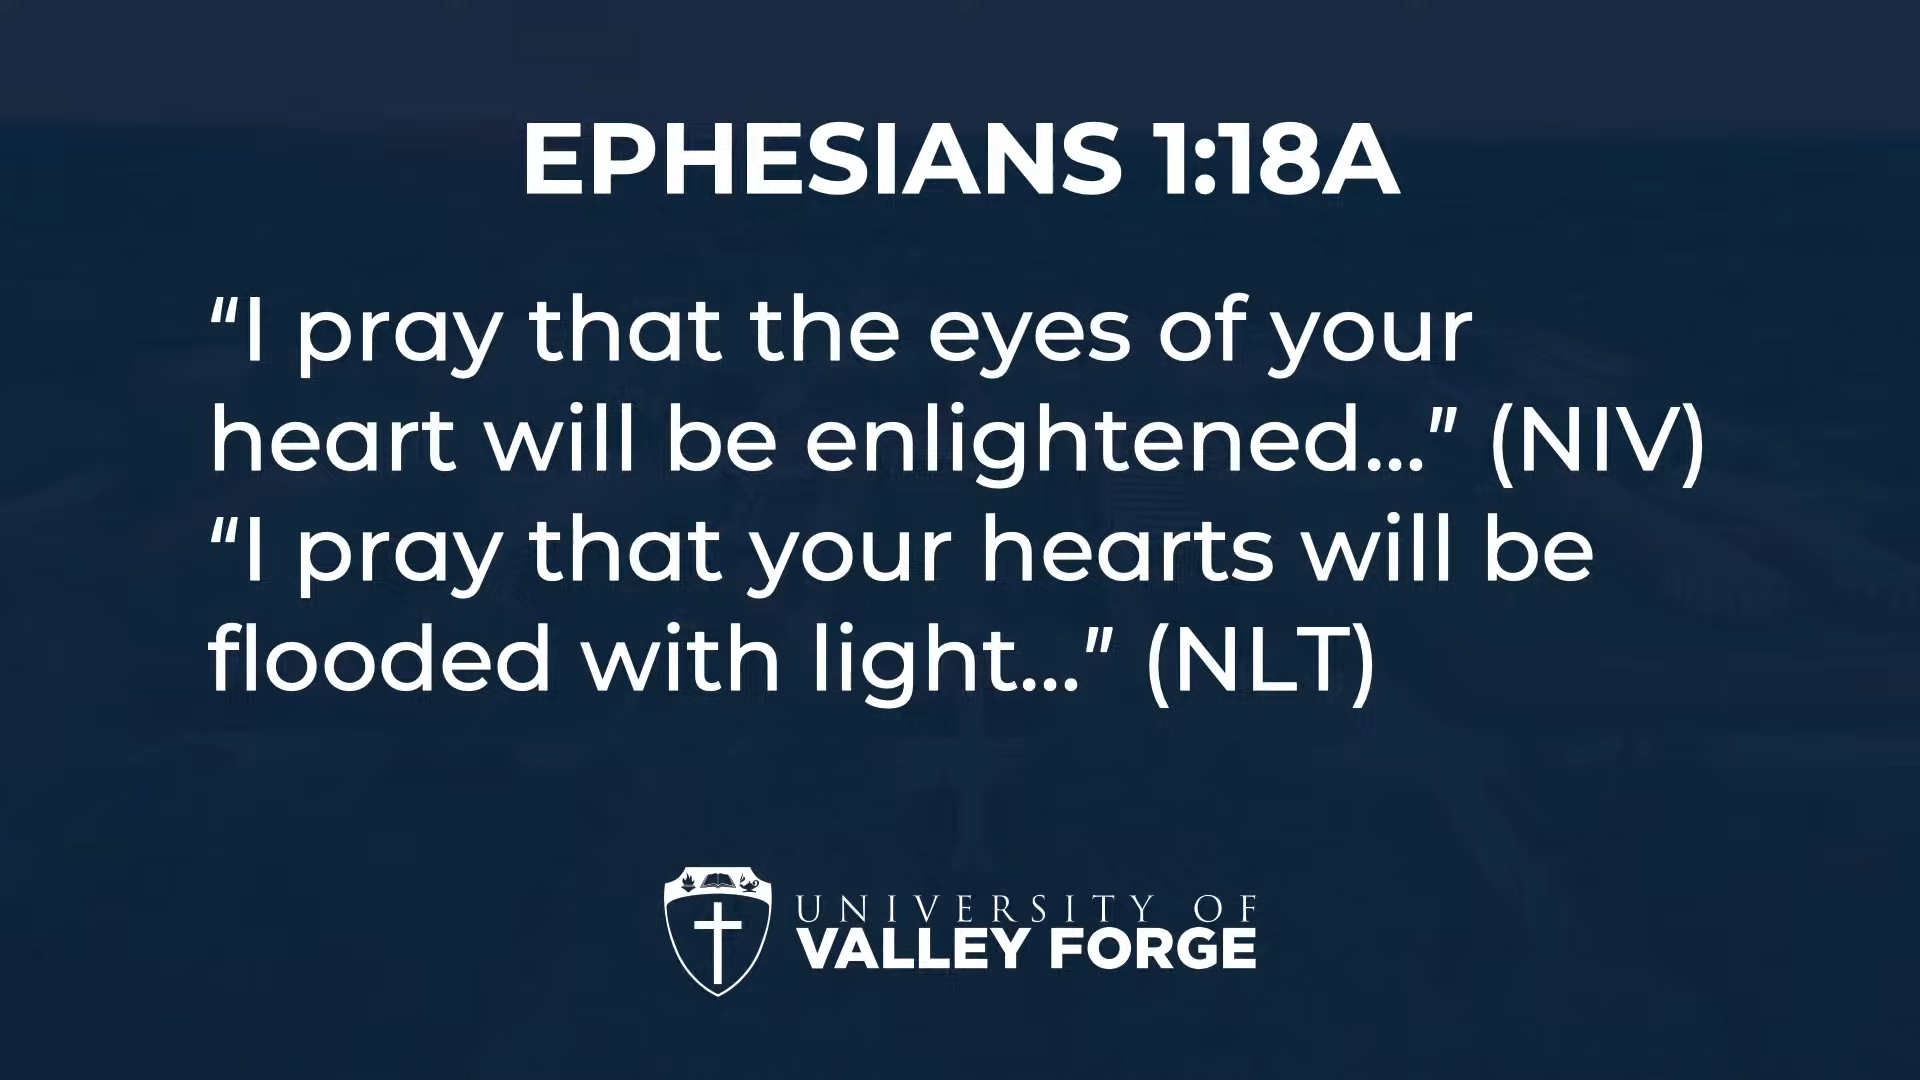 EPHESIANS 1:18A
“I pray that the eyes of your
heart will be enlightened...” (NIV)
“I pray that your hearts will be
flooded with light...” (NLT)
UNIVERSITY OF
VALLEY FORGE